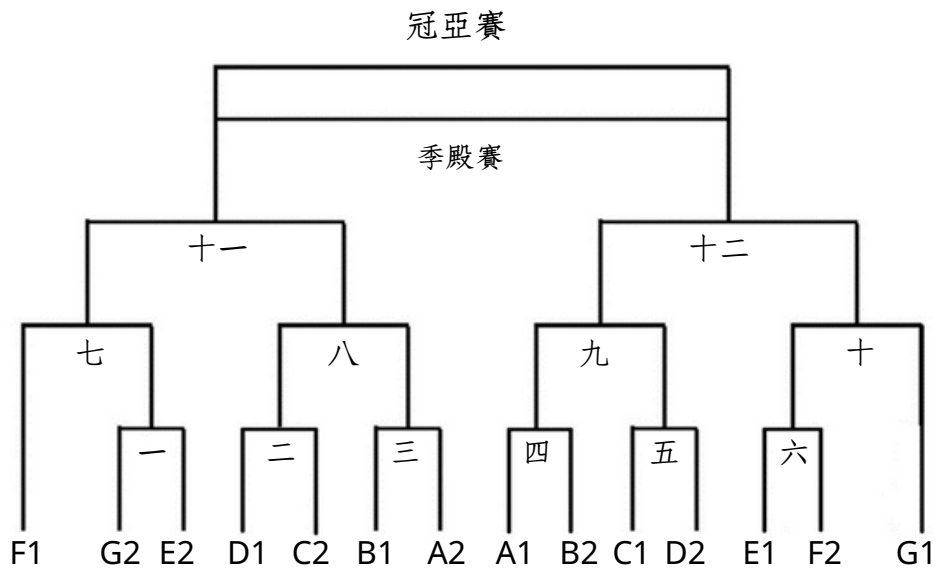 冠亞賽
季殿賽
十一 十二
七 八 九 十
一 二 三 四 五 六
F1 G2 E2 D1 C2 B1 A2 A1 B2 C1 D2 E1 F2 G1